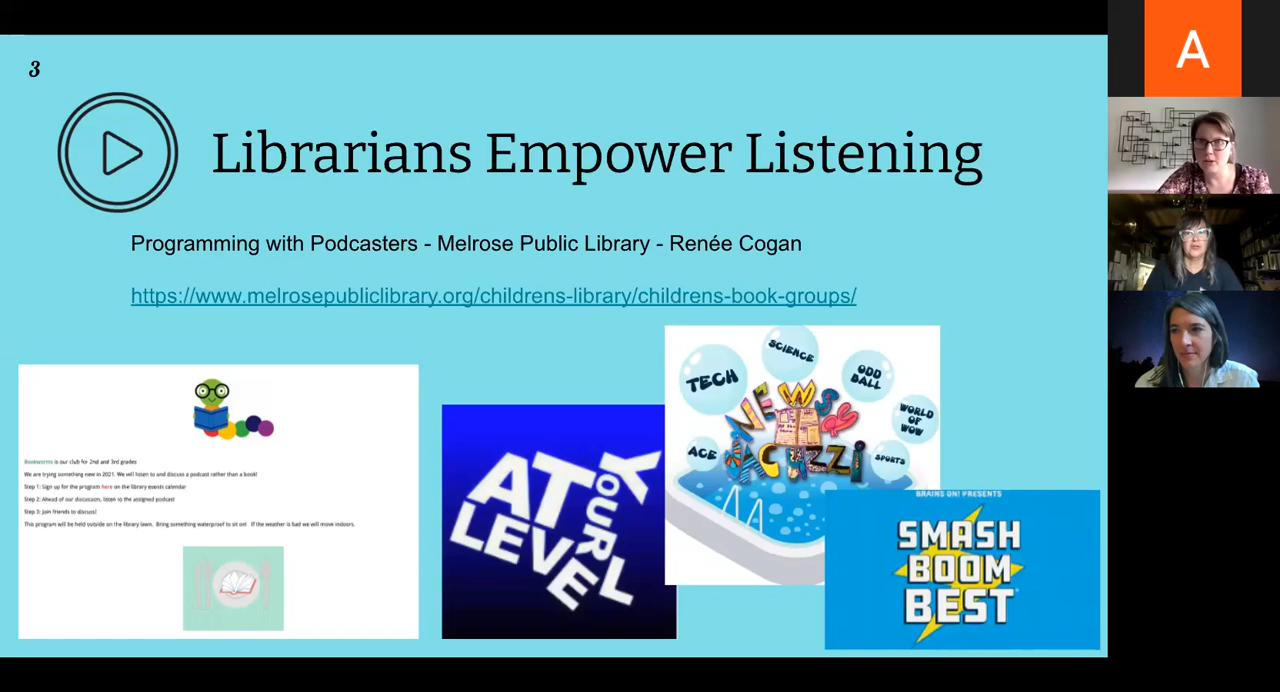 3
Librarians Empower Listening
Programming with Podcasters - Melrose Public Library - Renée Cogan
https://www.melrosepubliclibrary.org/childrens-library/childrens-book-groups/
Bookworms is our club for 2nd and 3rd grades
We are trying something new in 2021. We will listen to and discuss a podcast rather than a book!
Step 1: Sign up for the program here on the library events calendar
Step 2: Ahead of our discussion, listen to the assigned podcast
Step 3: Join friends to discuss!
This program will be held outside on the library lawn. Bring something waterproof to sit on! If the weather is bad we will move indoors.
AT
YOUR
LEVEL
TECH
SCIENCE
ODD
BALL
WORLD
OF
WOW
ACE
SPORTS
NEWSY
JACUZZI
BRAINS ON! PRESENTS
SMASH
BOOM
BEST
A